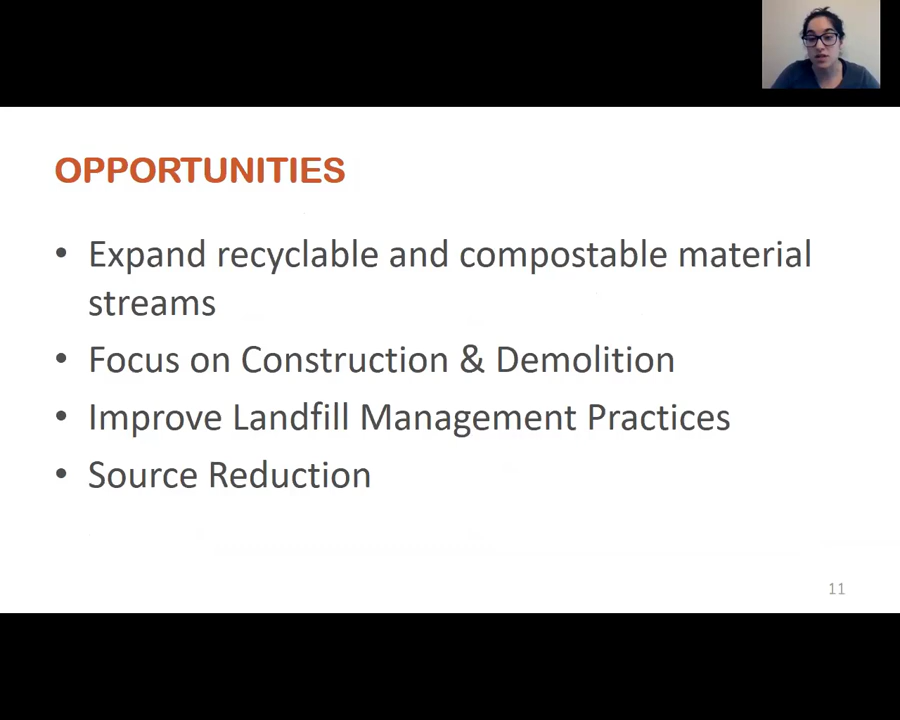 OPPORTUNITIES
• Expand recyclable and compostable material
streams
• Focus on Construction & Demolition
• Improve Landfill Management Practices
• Source Reduction
11